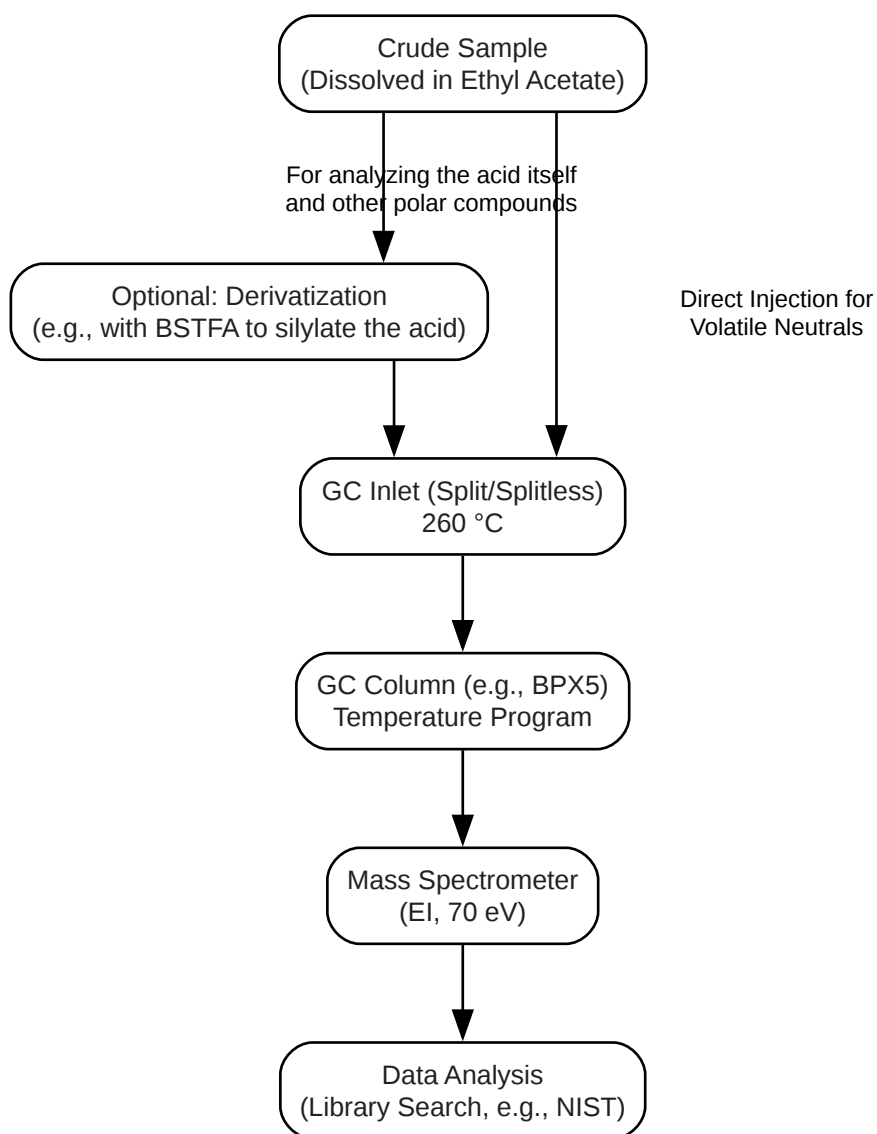 Crude Sample
(Dissolved in Ethyl Acetate)
For analyzing the acid itself
and other polar compounds
Optional: Derivatization
(e.g., with BSTFA to silylate the acid)
Direct Injection for
Volatile Neutrals
GC Inlet (Split/Splitless)
260 °C
GC Column (e.g., BPX5)
Temperature Program
Mass Spectrometer
(EI, 70 eV)
Data Analysis
(Library Search, e.g., NIST)